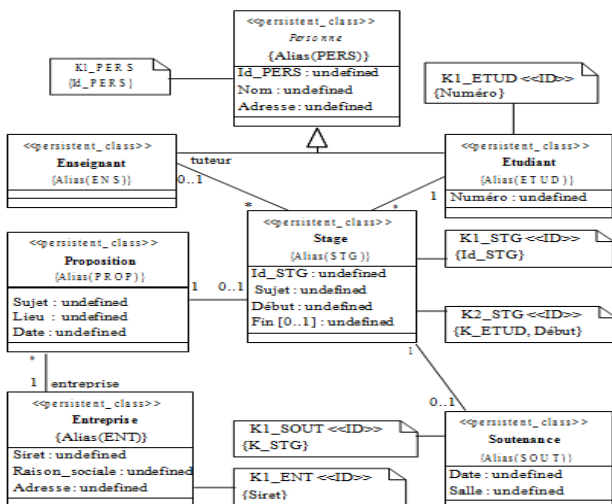 <<persistent_class>>
Personne
{Alias(PERS)}
Id_PERS : undefined
Nom : undefined
Adresse : undefined
K1_PERS
{Id_PERS}
K1_ETUD <<ID>>
{Numéro}
<<persistent_class>>
Enseignant
{Alias(ENS)}
tuteur
0..1
*
<<persistent_class>>
Etudiant
{Alias(ETUD)}
Numéro : undefined
1
*
<<persistent_class>>
Stage
{Alias(STG)}
Id_STG : undefined
Sujet : undefined
Début : undefined
Fin [0..1] : undefined
K1_STG <<ID>>
{Id_STG}
K2_STG <<ID>>
{K_ETUD, Début}
<<persistent_class>>
Proposition
{Alias(PROP)}
Sujet : undefined
Lieu : undefined
Date : undefined
1
0..1
*
1
entreprise
1
0..1
<<persistent_class>>
Entreprise
{Alias(ENT)}
Siret : undefined
Raison_sociale : undefined
Adresse : undefined
K1_SOUT <<ID>>
{K_STG}
K1_ENT <<ID>>
{Siret}
<<persistent_class>>
Soutenance
{Alias(SOUT)}
Date : undefined
Salle : undefined